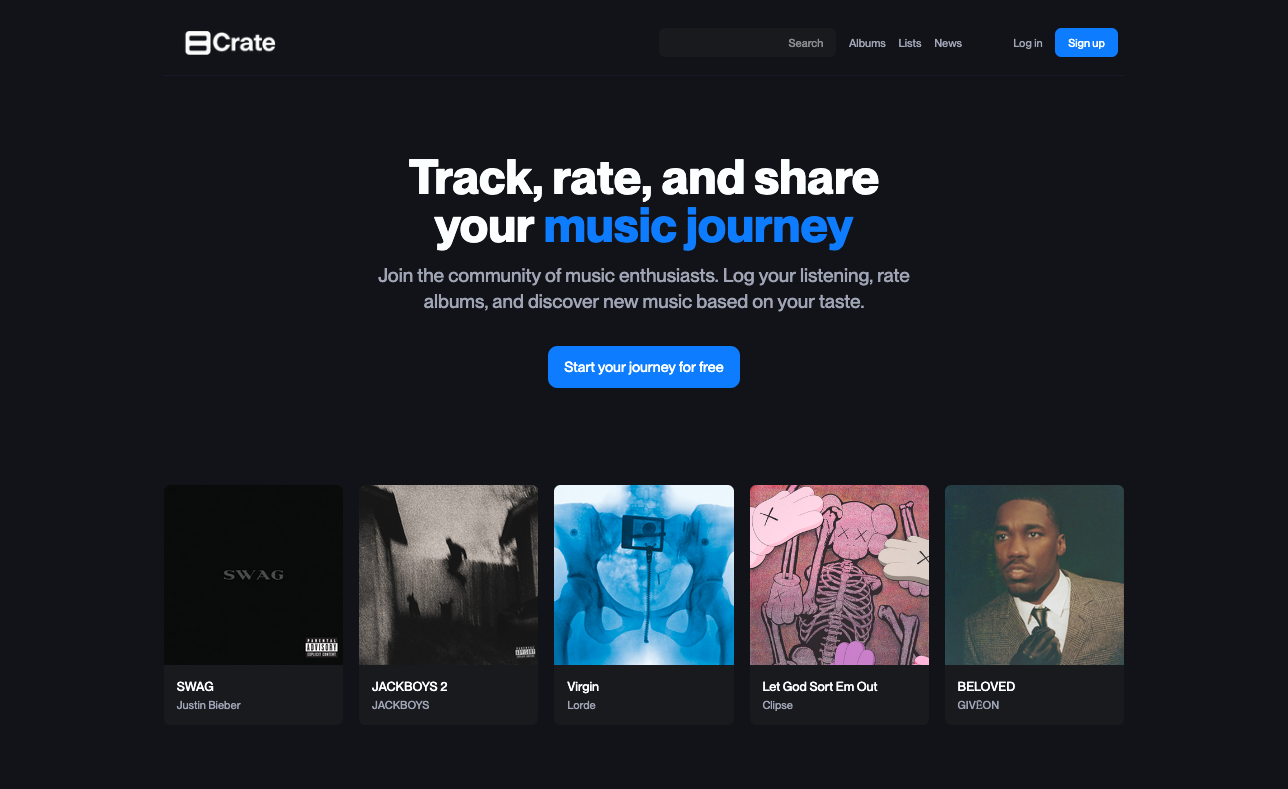 Crate
Search
Albums
Lists
News
Log in
Sign up
Track, rate, and share
your music journey
Join the community of music enthusiasts. Log your listening, rate
albums, and discover new music based on your taste.
Start your journey for free
SWAG
PARENTAL
ADVISORY
EXPLICIT CONTENT
SWAG
Justin Bieber
JACKBOYS 2
JACKBOYS
Virgin
Lorde
Let God Sort Em Out
Clipse
BELOVED
GIVĒON